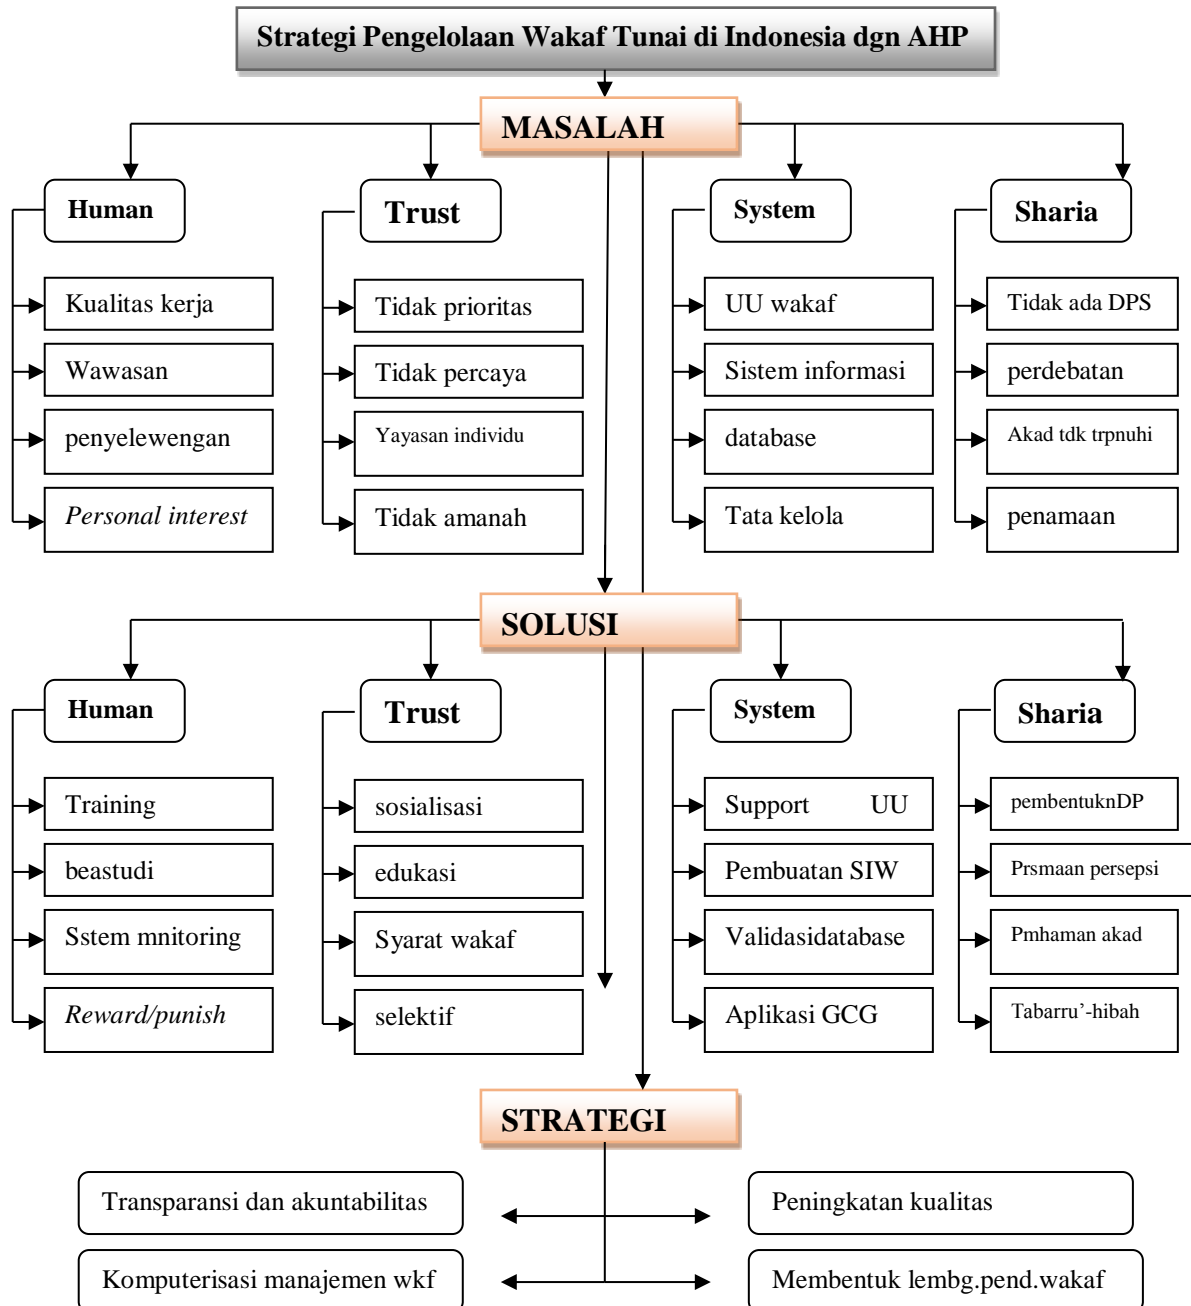 Strategi Pengelolaan Wakaf Tunai di Indonesia dgn AHP
MASALAH
Human
Trust
System
Sharia
Kualitas kerja
Tidak prioritas
UU wakaf
Tidak ada DPS
Wawasan
Tidak percaya
Sistem informasi
perdebatan
penyelewengan
Yayasan individu
database
Akad tdk trpnuhi
Personal interest
Tidak amanah
Tata kelola
penamaan
SOLUSI
Human
Trust
System
Sharia
Training
sosialisasi
Support UU
pembentuknDP
beastudi
edukasi
Pembuatan SIW
Prsmaan persepsi
Sstem mnitoring
Syarat wakaf
Validasidatabase
Pmhaman akad
Reward/punish
selektif
Aplikasi GCG
Tabarru’-hibah
STRATEGI
Transparansi dan akuntabilitas
Peningkatan kualitas
Komputerisasi manajemen wkf
Membentuk lembg.pend.wakaf